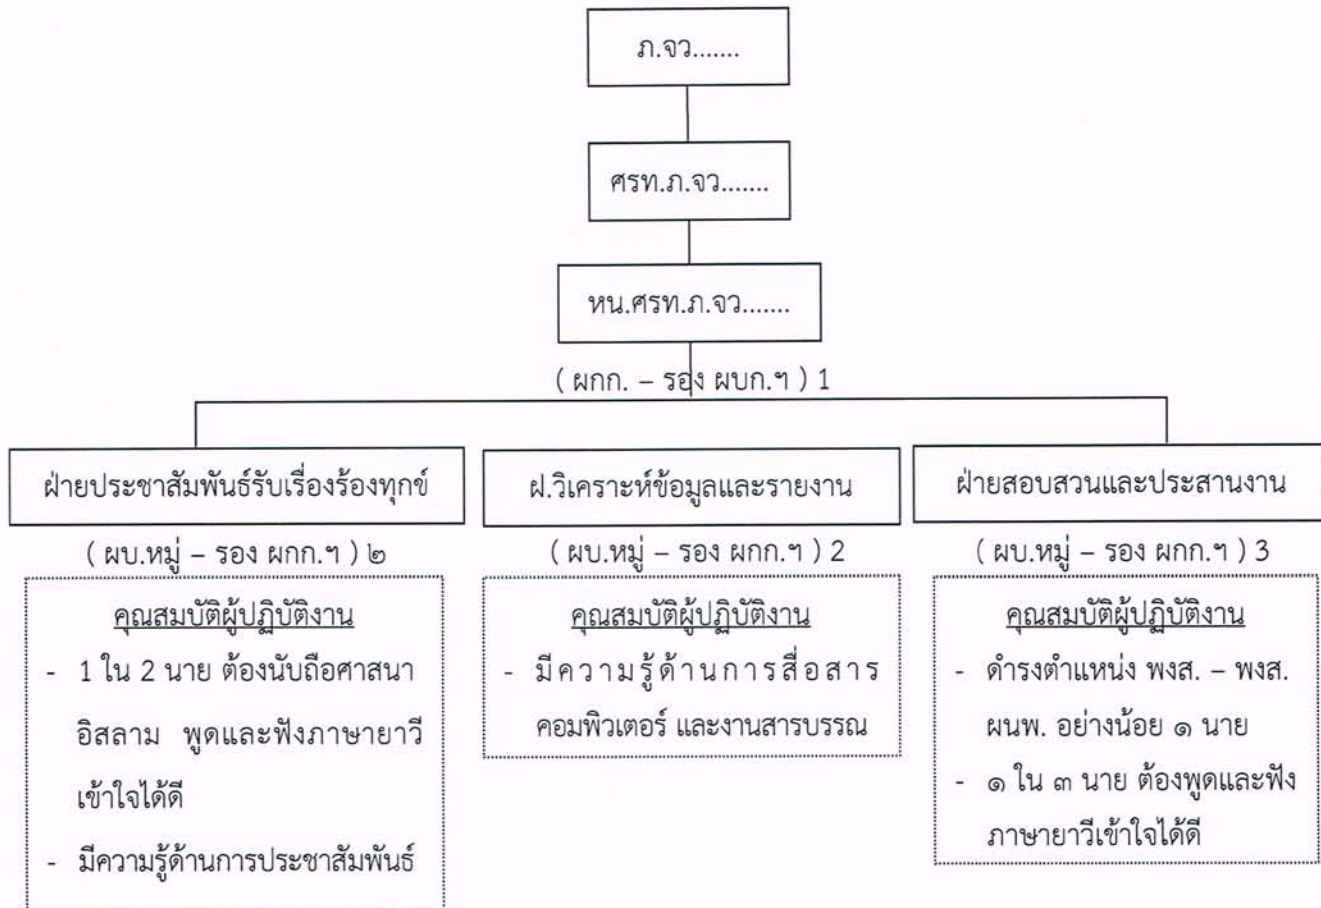 ภ.จว.......
ศรท.ภ.จว.......
หน.ศรท.ภ.จว.......
( ผกก. – รอง ผบก.ฯ ) 1
ฝ่ายประชาสัมพันธ์รับเรื่องร้องทุกข์
( ผบ.หมู่ – รอง ผกก.ฯ ) ๒
คุณสมบัติผู้ปฏิบัติงาน
- 1 ใน 2 นาย ต้องนับถือศาสนา
อิสลาม พูดและฟังภาษายาวี
เข้าใจได้ดี
- มีความรู้ด้านการประชาสัมพันธ์
ฝ.วิเคราะห์ข้อมูลและรายงาน
( ผบ.หมู่ – รอง ผกก.ฯ ) 2
คุณสมบัติผู้ปฏิบัติงาน
- มีความรู้ด้านการสื่อสาร
คอมพิวเตอร์ และงานสารบรรณ
ฝ่ายสอบสวนและประสานงาน
( ผบ.หมู่ – รอง ผกก.ฯ ) 3
คุณสมบัติผู้ปฏิบัติงาน
- ดำรงตำแหน่ง พงส. – พงส.
ผนพ. อย่างน้อย ๑ นาย
- ๑ ใน ๓ นาย ต้องพูดและฟัง
ภาษายาวีเข้าใจได้ดี